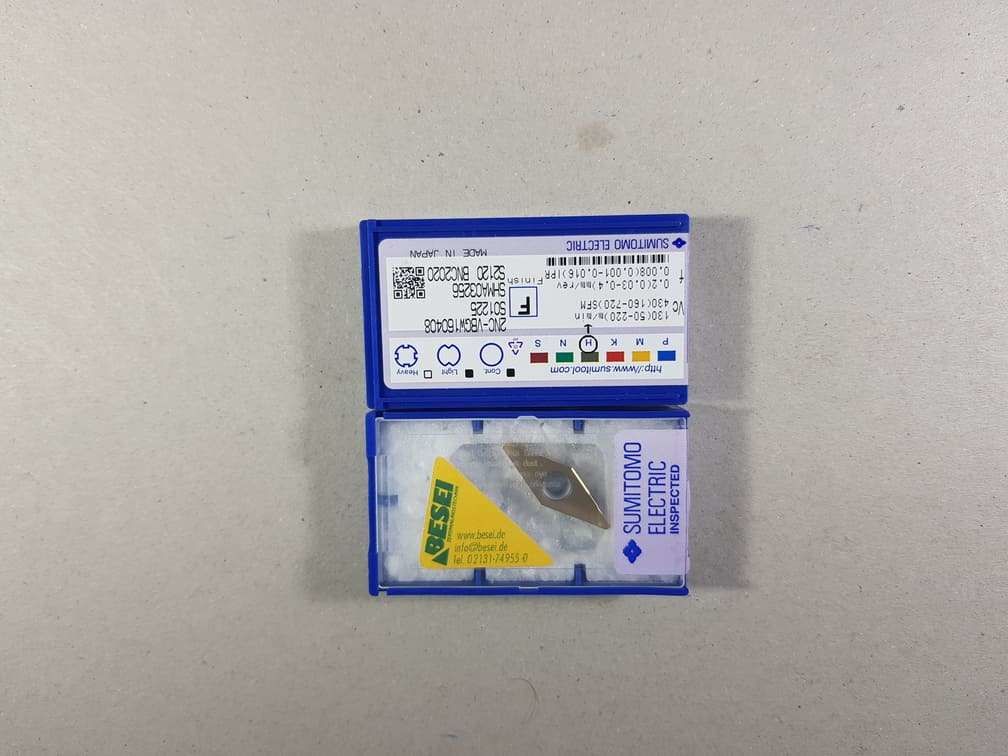 SUMITOMO ELECTRIC
MADE IN JAPAN
2NC-VBGW160408
S01225
SHMA03256
S2120 BNC2020
F
Finish
VC
130(50-220)m/min
430(160-720)SFM
f
0.2(0.03-0.4)mm/rev
0.008(0.001-0.016)IPR
P
M
K
H
N
S
Cont.
Light
Heavy
http://www.sumitool.com
BESEI
www.besei.de
info@besei.de
Tel. 02131-74955-0
SUMITOMO
ELECTRIC
INSPECTED